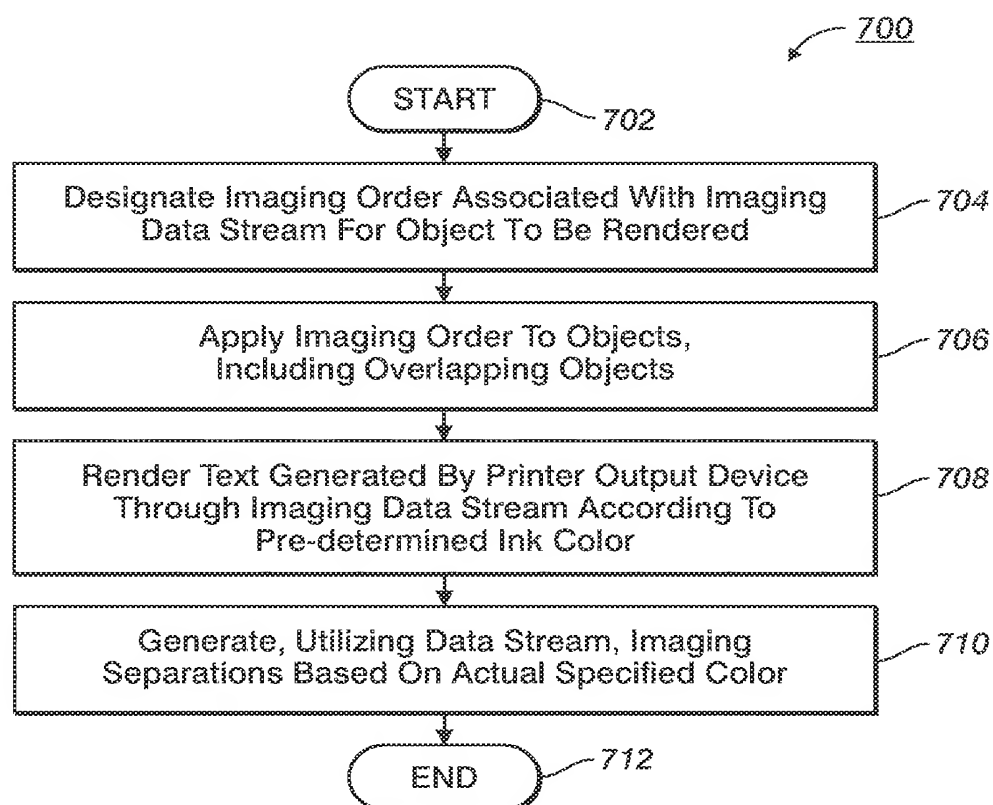 700
START
702
Designate Imaging Order Associated With Imaging
Data Stream For Object To Be Rendered
704
Apply Imaging Order To Objects,
Including Overlapping Objects
706
Render Text Generated By Printer Output Device
Through Imaging Data Stream According To
Pre-determined Ink Color
708
Generate, Utilizing Data Stream, Imaging
Separations Based On Actual Specified Color
710
END
712